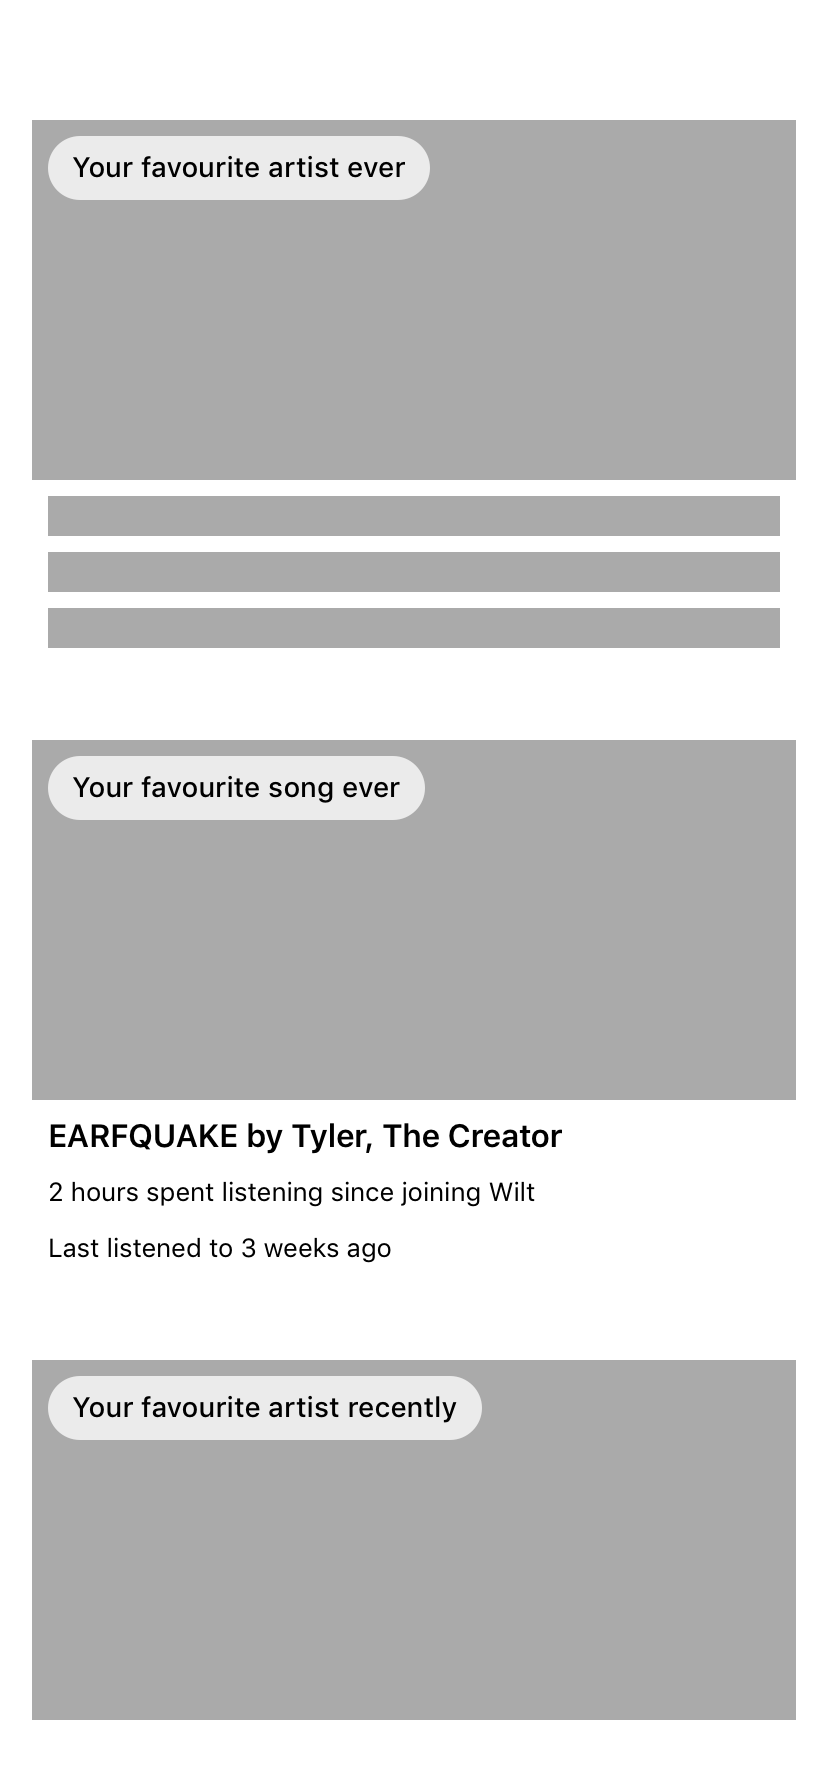 Your favourite artist ever
Your favourite song ever
EARFQUAKE by Tyler, The Creator
2 hours spent listening since joining Wilt
Last listened to 3 weeks ago
Your favourite artist recently